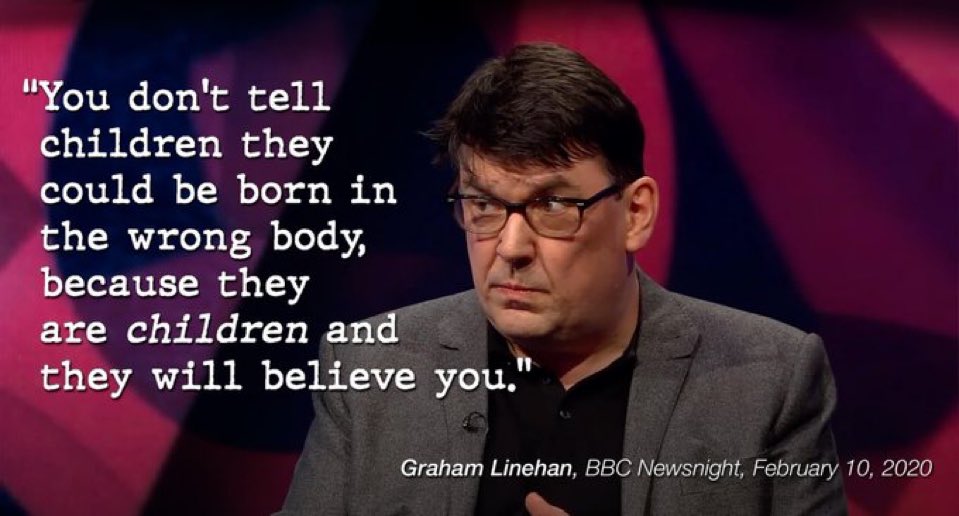 "You don't tell
children they
could be born in
the wrong body,
because they
are children and
they will believe you."
Graham Linehan, BBC Newsnight, February 10, 2020